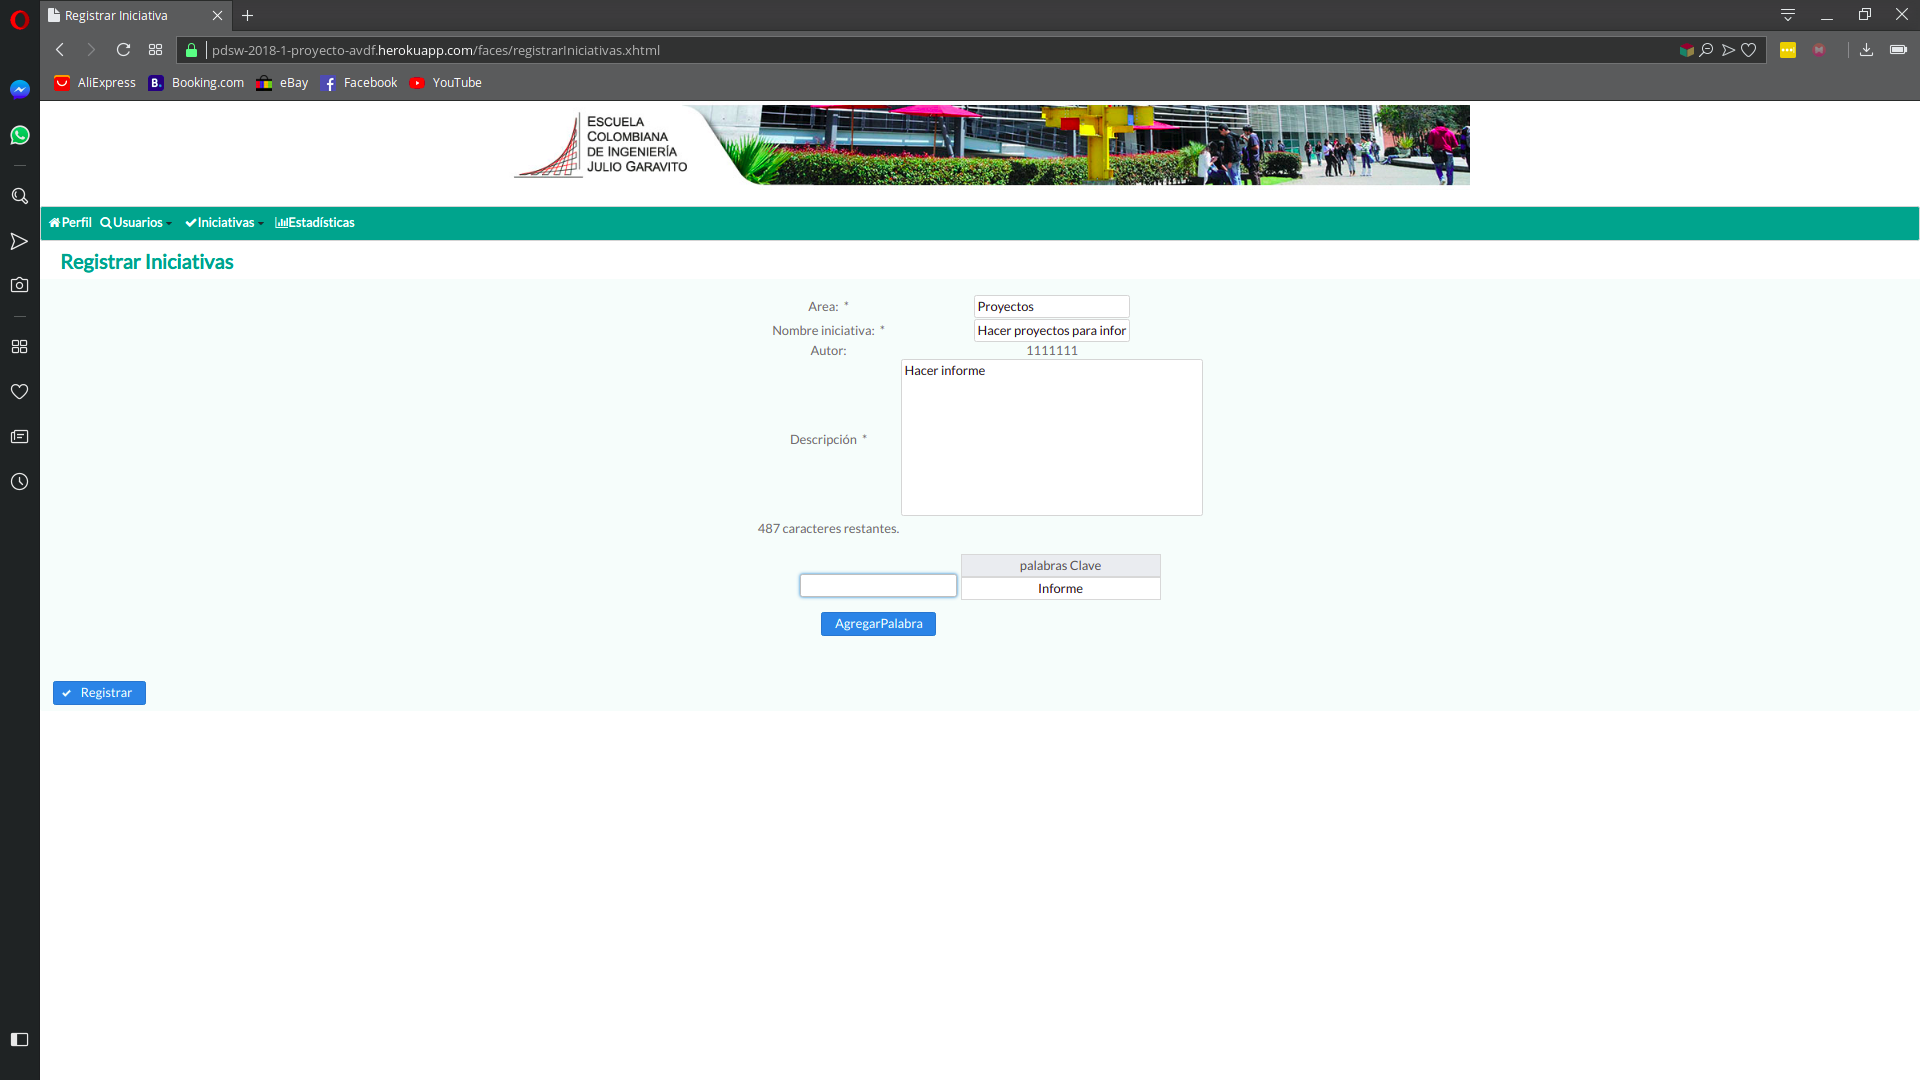 Registrar Iniciativa
pdsw-2018-1-proyecto-avdf.herokuapp.com/faces/registrarIniciativas.xhtml
AliExpress B. Booking.com eBay Facebook YouTube
ESCUELA
COLOMBIANA
DE INGENIERÍA
JULIO GARAVITO
Perfil Usuarios Iniciativas Estadísticas
Registrar Iniciativas
Area: * Proyectos
Nombre iniciativa: * Hacer proyectos para infor
Autor: 1111111
Hacer informe
Descripción *
487 caracteres restantes.
palabras Clave
Informe
AgregarPalabra
Registrar